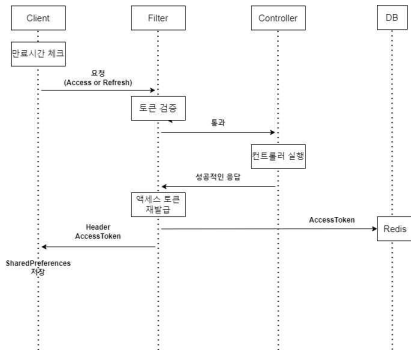 Client
Filter
Controller
DB
만료시간 체크
요청
(Access or Refresh)
토큰 검증
통과
컨트롤러 실행
성공적인 응답
액세스 토큰
재발급
AccessToken
Redis
Header
AccessToken
SharedPreferences
저장